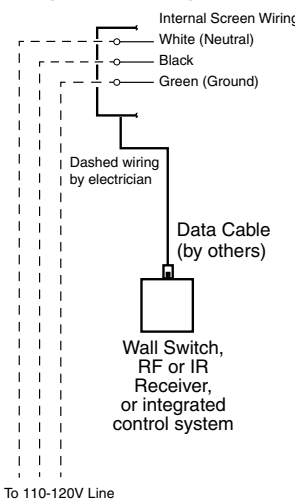 Internal Screen Wiring
White (Neutral)
Black
Green (Ground)
Dashed wiring
by electrician
Data Cable
(by others)
Wall Switch,
RF or IR
Receiver,
or integrated
control system
To 110-120V Line